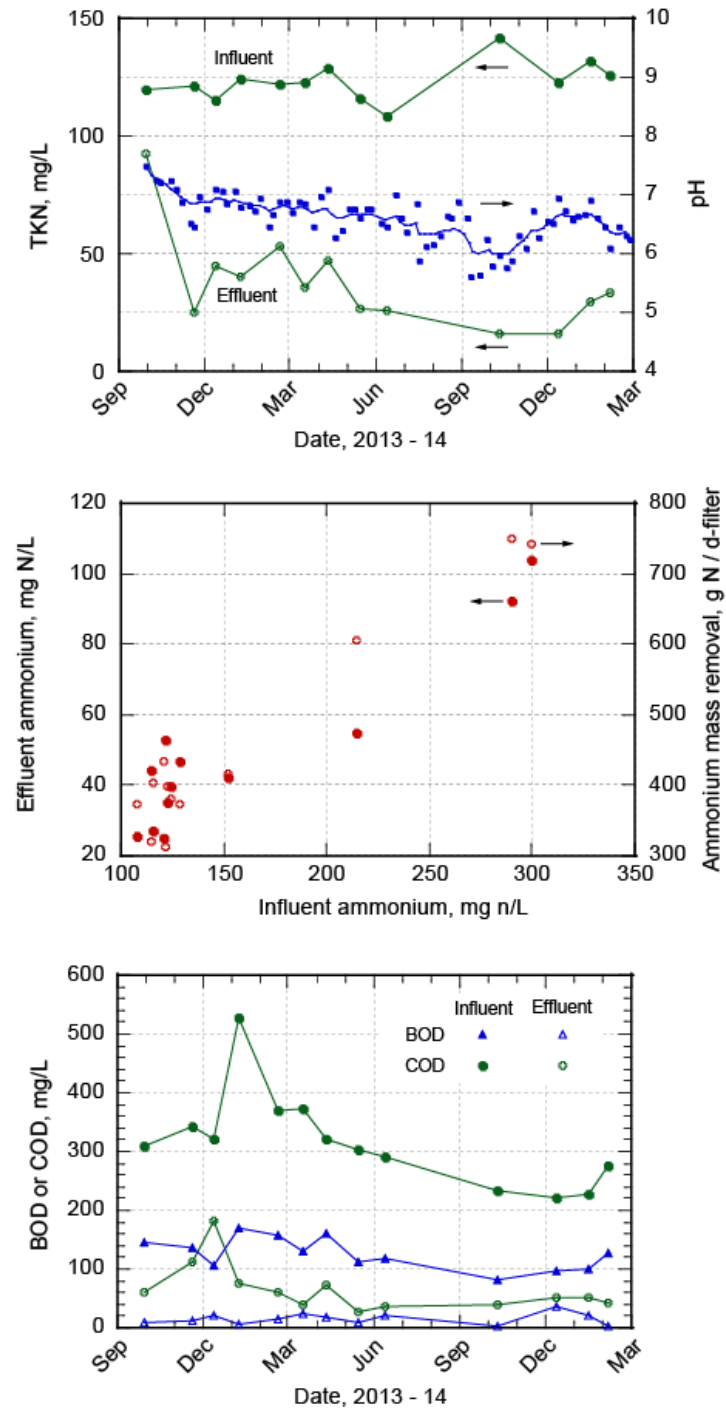 150
100
50
0
TKN, mg/L
Influent
Effluent
10
9
8
7
6
5
4
pH
Sep Dec Mar Jun Sep Dec Mar
Date, 2013 - 14
120
100
80
60
40
20
Effluent ammonium, mg N/L
800
700
600
500
400
300
Ammonium mass removal, g N / d-filter
100 150 200 250 300 350
Influent ammonium, mg n/L
600
500
400
300
200
100
0
BOD or COD, mg/L
Influent Effluent
BOD
COD
Sep Dec Mar Jun Sep Dec Mar
Date, 2013 - 14